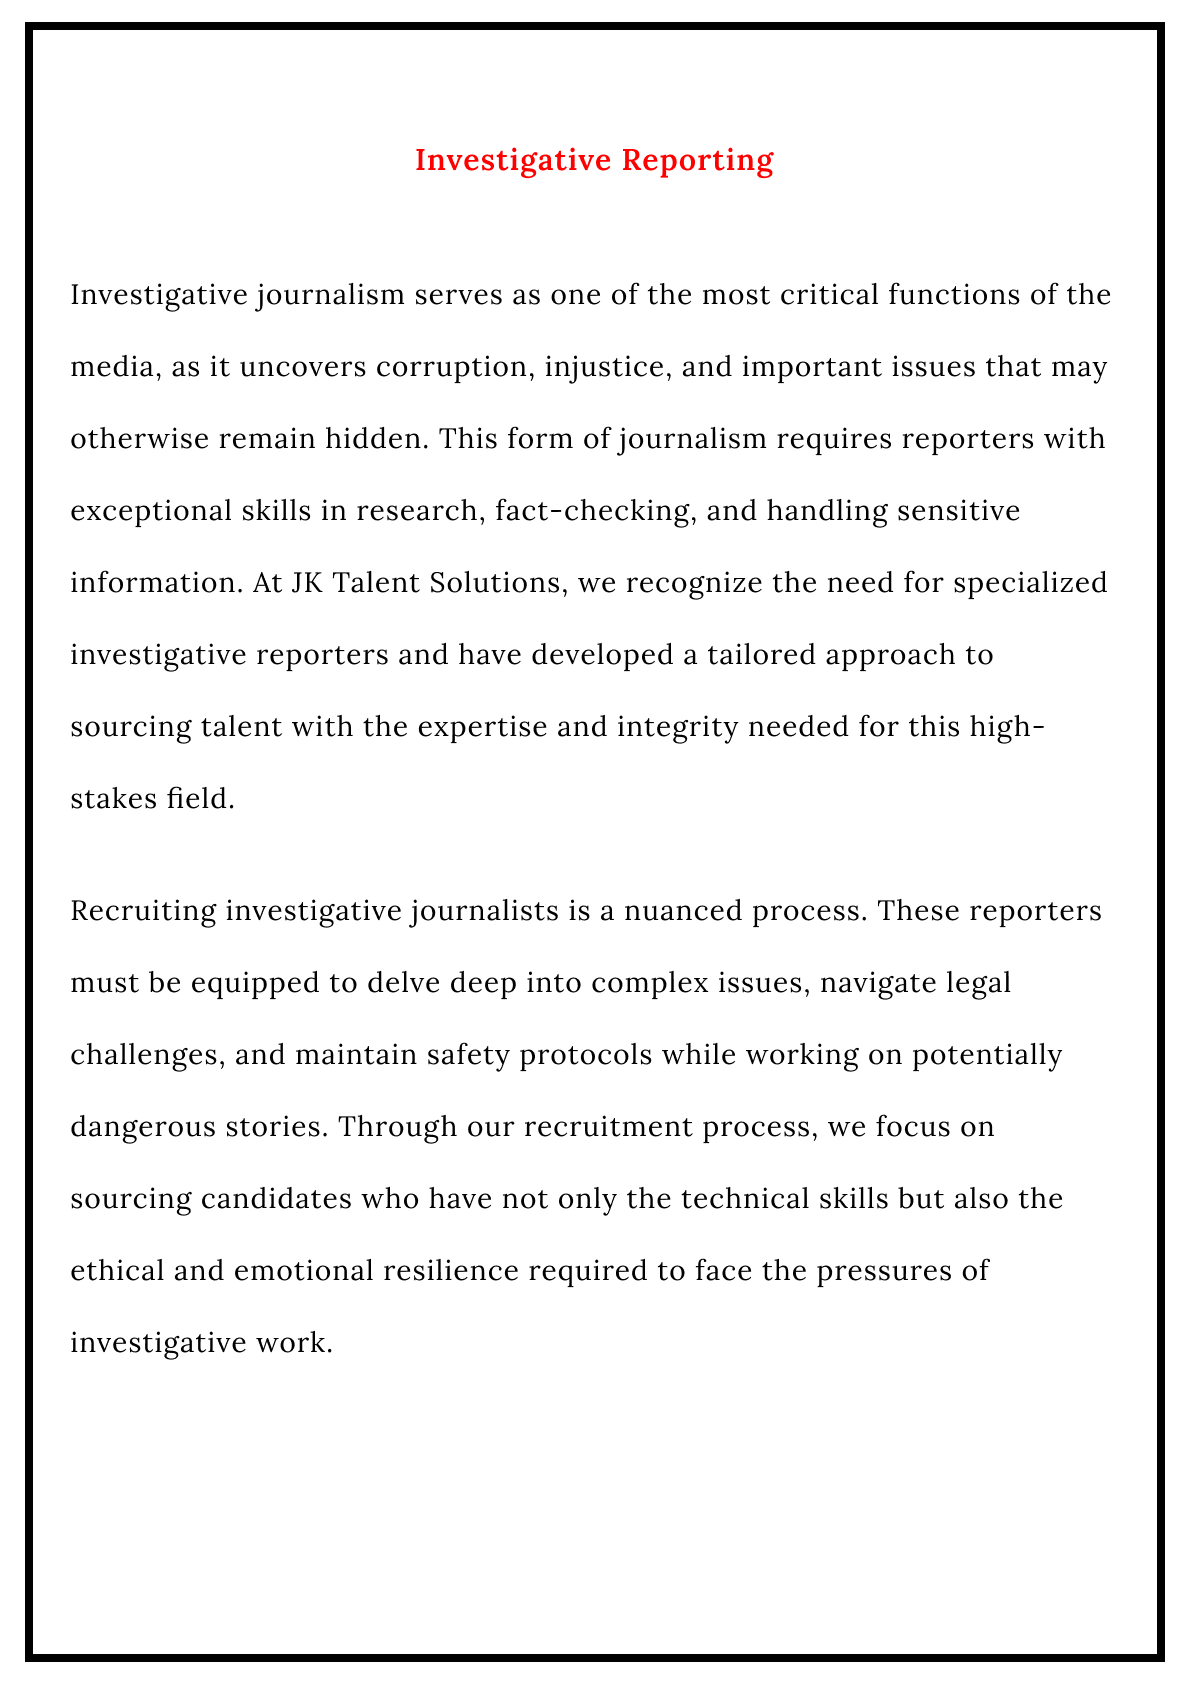 Investigative Reporting
Investigative journalism serves as one of the most critical functions of the
media, as it uncovers corruption, injustice, and important issues that may
otherwise remain hidden. This form of journalism requires reporters with
exceptional skills in research, fact-checking, and handling sensitive
information. At JK Talent Solutions, we recognize the need for specialized
investigative reporters and have developed a tailored approach to
sourcing talent with the expertise and integrity needed for this high-
stakes field.
Recruiting investigative journalists is a nuanced process. These reporters
must be equipped to delve deep into complex issues, navigate legal
challenges, and maintain safety protocols while working on potentially
dangerous stories. Through our recruitment process, we focus on
sourcing candidates who have not only the technical skills but also the
ethical and emotional resilience required to face the pressures of
investigative work.